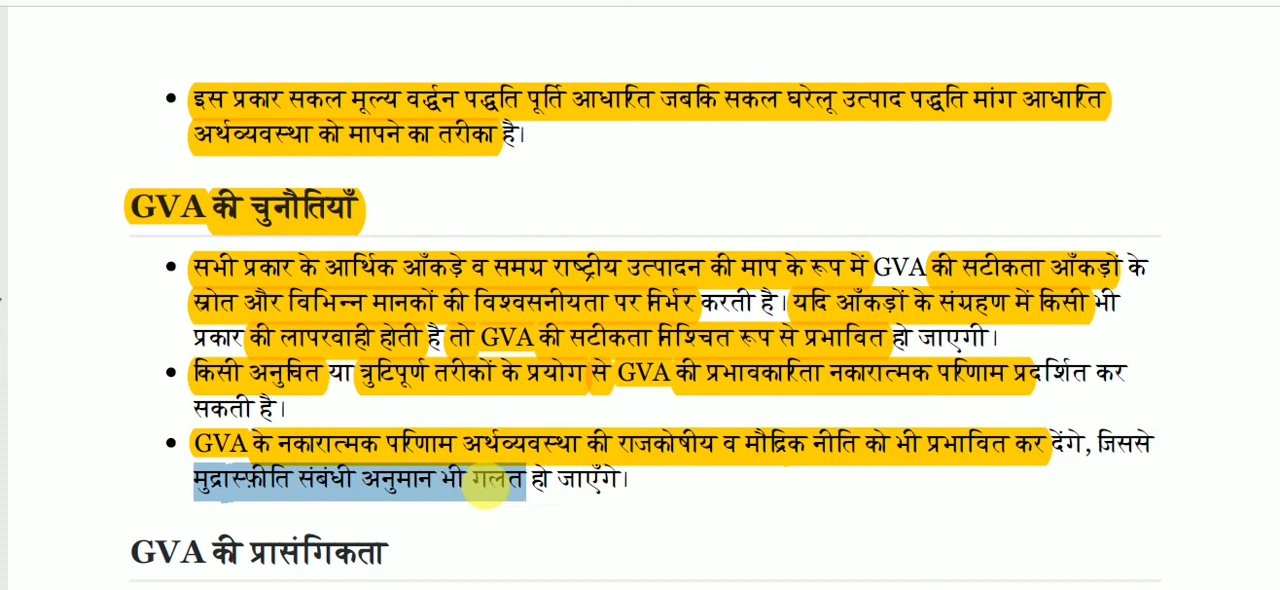 • इस प्रकार सकल मूल्य वर्द्धन पद्धति पूर्ति आधारित जबकि सकल घरेलू उत्पाद पद्धति मांग आधारित
अर्थव्यवस्था को मापने का तरीका है।
GVA की चुनौतियाँ
• सभी प्रकार के आर्थिक आँकड़े व समग्र राष्ट्रीय उत्पादन की माप के रूप में GVA की सटीकता आँकड़ों के
स्रोत और विभिन्न मानकों की विश्वसनीयता पर निर्भर करती है। यदि आँकड़ों के संग्रहण में किसी भी
प्रकार की लापरवाही होती है तो GVA की सटीकता निश्चित रूप से प्रभावित हो जाएगी।
• किसी अनुचित या त्रुटिपूर्ण तरीकों के प्रयोग से GVA की प्रभावकारिता नकारात्मक परिणाम प्रदर्शित कर
सकती है।
• GVA के नकारात्मक परिणाम अर्थव्यवस्था की राजकोषीय व मौद्रिक नीति को भी प्रभावित कर देंगे, जिससे
मुद्रास्फ़ीति संबंधी अनुमान भी गलत हो जाएँगे।
GVA की प्रासंगिकता